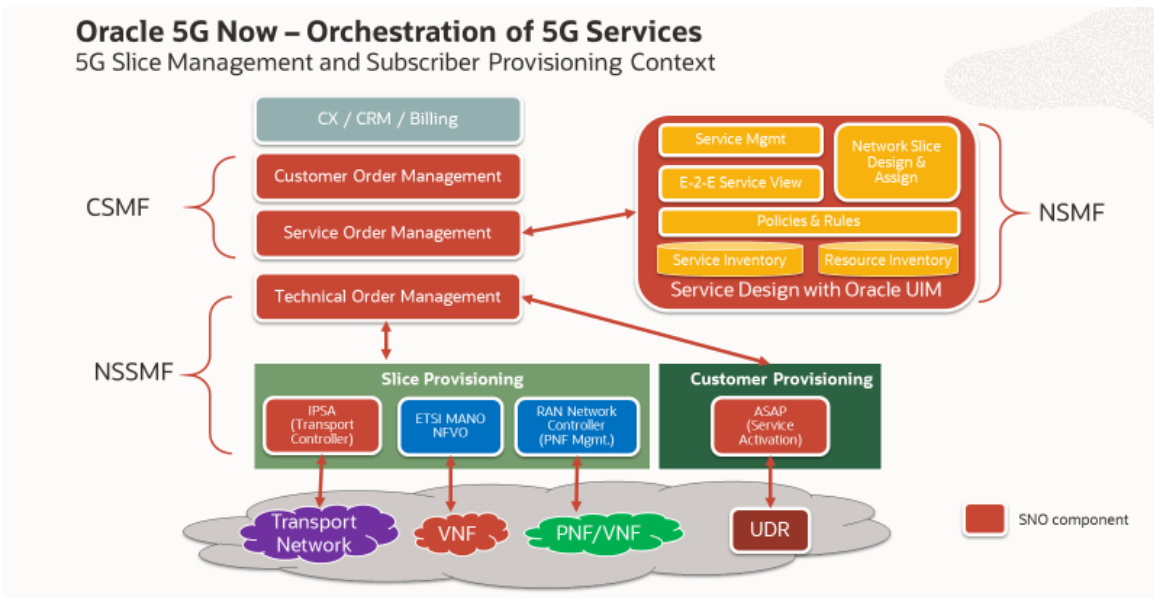 Oracle 5G Now – Orchestration of 5G Services
5G Slice Management and Subscriber Provisioning Context
CX / CRM / Billing
CSMF
Customer Order Management
Service Order Management
Technical Order Management
NSSMF
Service Mgmt
E-2-E Service View
Network Slice
Design &
Assign
Policies & Rules
Service Inventory
Resource Inventory
Service Design with Oracle UIM
NSMF
Slice Provisioning
IPSA
(Transport
Controller)
ETSI MANO
NFVO
RAN Network
Controller
(PNF Mgmt.)
Customer Provisioning
ASAP
(Service
Activation)
Transport
Network
VNF
PNF/VNF
UDR
SNO component